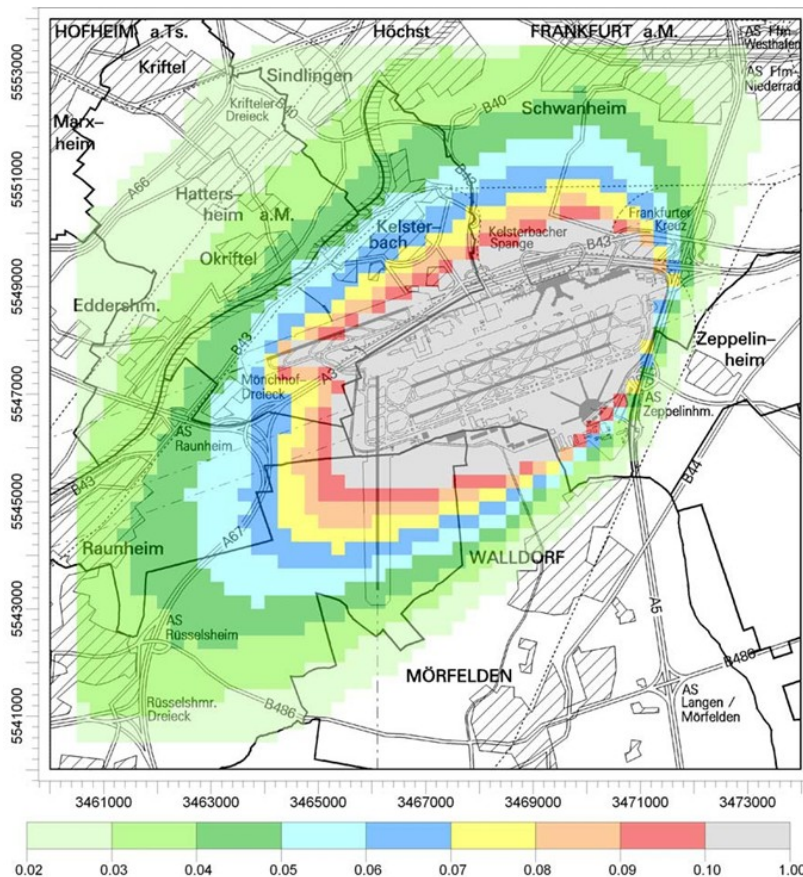 HOFHEIM a.Ts.
Höchst
FRANKFURT a.M.
AS Ffm-
Westhafen
Kriftel
Sindlingen
Main
AS Ffm-
Niederrad
Krifteler
Dreieck
A66
B40
Schwanheim
Marx-
heim
A66
B43
Hatters-
heim a.M.
Kelster-
bach
Kelsterbacher
Spange
Frankfurter
Kreuz
B43
Okriftel
Eddershm.
B43
Zeppelin-
heim
Mönchhof-
Dreieck
A3
AS
Raunheim
AS
Zeppelinhm.
B43
B44
Raunheim
A67
WALLDORF
AS
Rüsselsheim
A5
MÖRFELDEN
B486
Rüsselshmr.
Dreieck
B486
AS
Langen /
Mörfelden
5553000
5551000
5549000
5547000
5545000
5543000
5541000
3461000 3463000 3465000 3467000 3469000 3471000 3473000
0.02 0.03 0.04 0.05 0.06 0.07 0.08 0.09 0.10 1.00